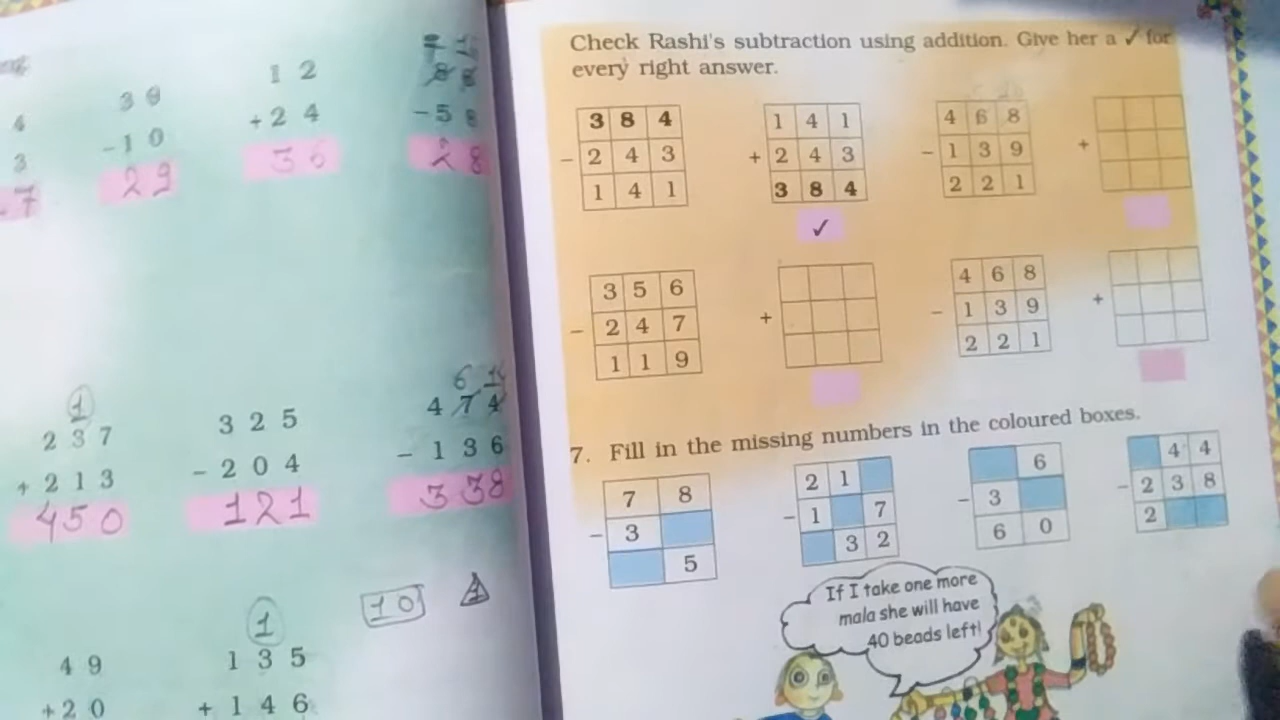 3 9
- 1 0
2 9
1 2
+ 2 4
3 6
8 8
- 5 8
2 8
4
3
7
1
2 3 7
+ 2 1 3
4 5 0
3 2 5
- 2 0 4
1 2 1
6 14
4 7 4
- 1 3 6
3 3 8
10
1
4 9
+ 2 0
1
1 3 5
+ 1 4 6
Check Rashi's subtraction using addition. Give her a ✓ for
every right answer.
3 8 4
- 2 4 3
1 4 1
1 4 1
+ 2 4 3
3 8 4
✓
4 6 8
- 1 3 9
2 2 1
+
3 5 6
- 2 4 7
1 1 9
+
4 6 8
- 1 3 9
2 2 1
+
7. Fill in the missing numbers in the coloured boxes.
7 8
- 3
5
2 1
- 1 7
3 2
6
- 3
6 0
4 4
- 2 3 8
2
If I take one more
mala she will have
40 beads left!